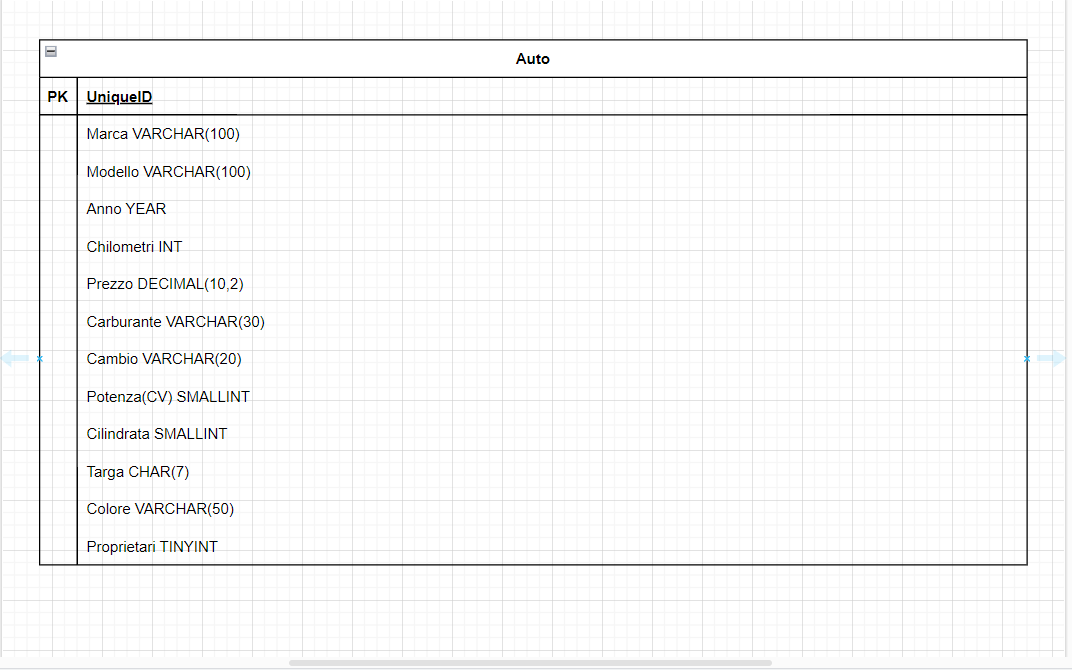 Auto
PK UniqueID
Marca VARCHAR(100)
Modello VARCHAR(100)
Anno YEAR
Chilometri INT
Prezzo DECIMAL(10,2)
Carburante VARCHAR(30)
Cambio VARCHAR(20)
Potenza(CV) SMALLINT
Cilindrata SMALLINT
Targa CHAR(7)
Colore VARCHAR(50)
Proprietari TINYINT